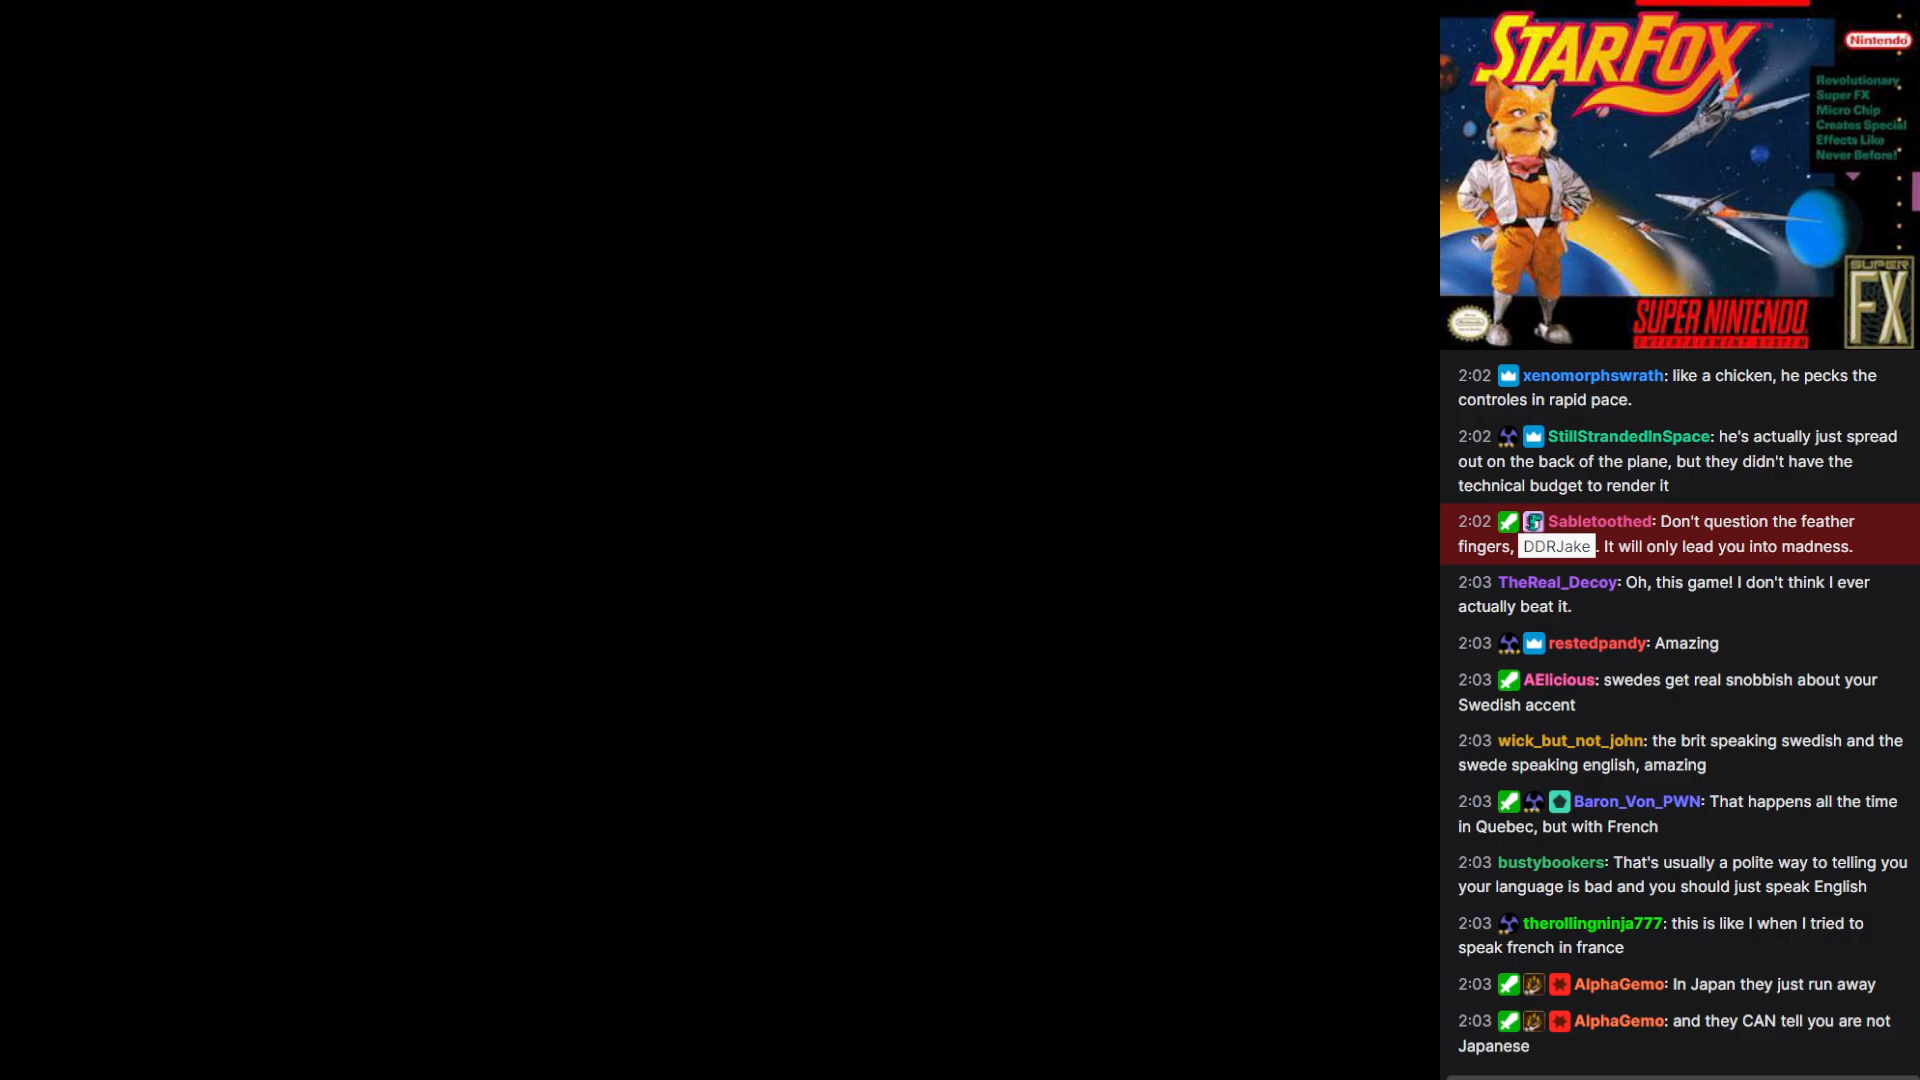 STARFOX
TM
Nintendo
Revolutionary
Super FX
Micro Chip
Creates Special
Effects Like
Never Before!
SUPER
FX
SUPER NINTENDO
ENTERTAINMENT SYSTEM
2:02 xenomorphswrath: like a chicken, he pecks the
controles in rapid pace.
2:02 StillStrandedInSpace: he's actually just spread
out on the back of the plane, but they didn't have the
technical budget to render it
2:02 Sabletoothed: Don't question the feather
fingers, DDRJake . It will only lead you into madness.
2:03 TheReal_Decoy: Oh, this game! I don't think I ever
actually beat it.
2:03 restedpandy: Amazing
2:03 AElicious: swedes get real snobbish about your
Swedish accent
2:03 wick_but_not_john: the brit speaking swedish and the
swede speaking english, amazing
2:03 Baron_Von_PWN: That happens all the time
in Quebec, but with French
2:03 bustybookers: That's usually a polite way to telling you
your language is bad and you should just speak English
2:03 therollingninja777: this is like I when I tried to
speak french in france
2:03 AlphaGemo: In Japan they just run away
2:03 AlphaGemo: and they CAN tell you are not
Japanese